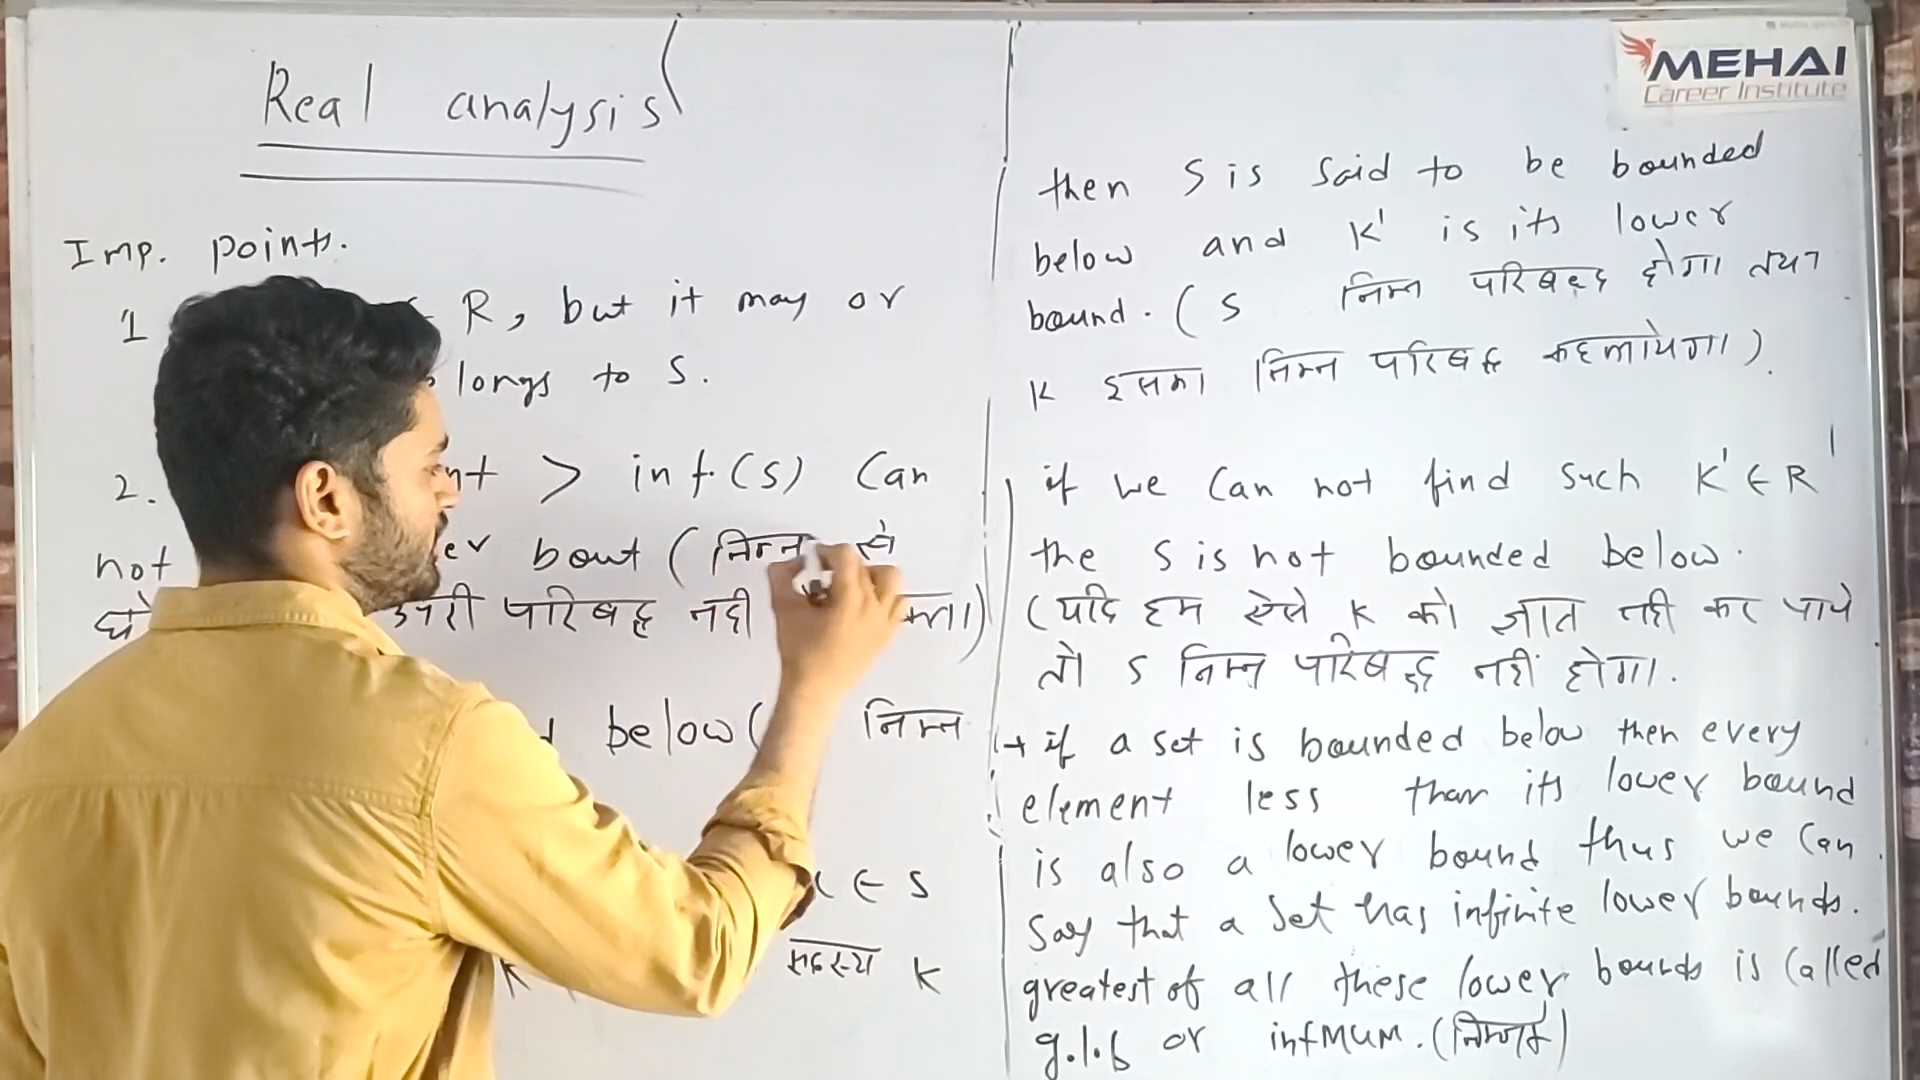 Real analysis
Imp. points.
1 R, but it may or
longs to S.
2. > inf.(S) Can
not bout (निम्न से
उपरी परिबद्ध नही
below( निम्न
∈ S
सदस्य K
MEHAI
Career Institute
then S is Said to be bounded
below and K' is its lower
bound. ( S निम्न परिबद्ध होगा तथा
K इसका निम्न परिबद्ध कहलायेगा).
if we Can not find such K' ∈ R
the S is not bounded below.
(यदि हम ऐसे K को ज्ञात नही कर पाये
तो S निम्न परिबद्ध नहीं होगा.
→ if a set is bounded below then every
element less than its lower bound
is also a lower bound thus we Can
Say that a Set has infinite lower bounds.
greatest of all these lower bounds is Called
g.l.b or infMUM.